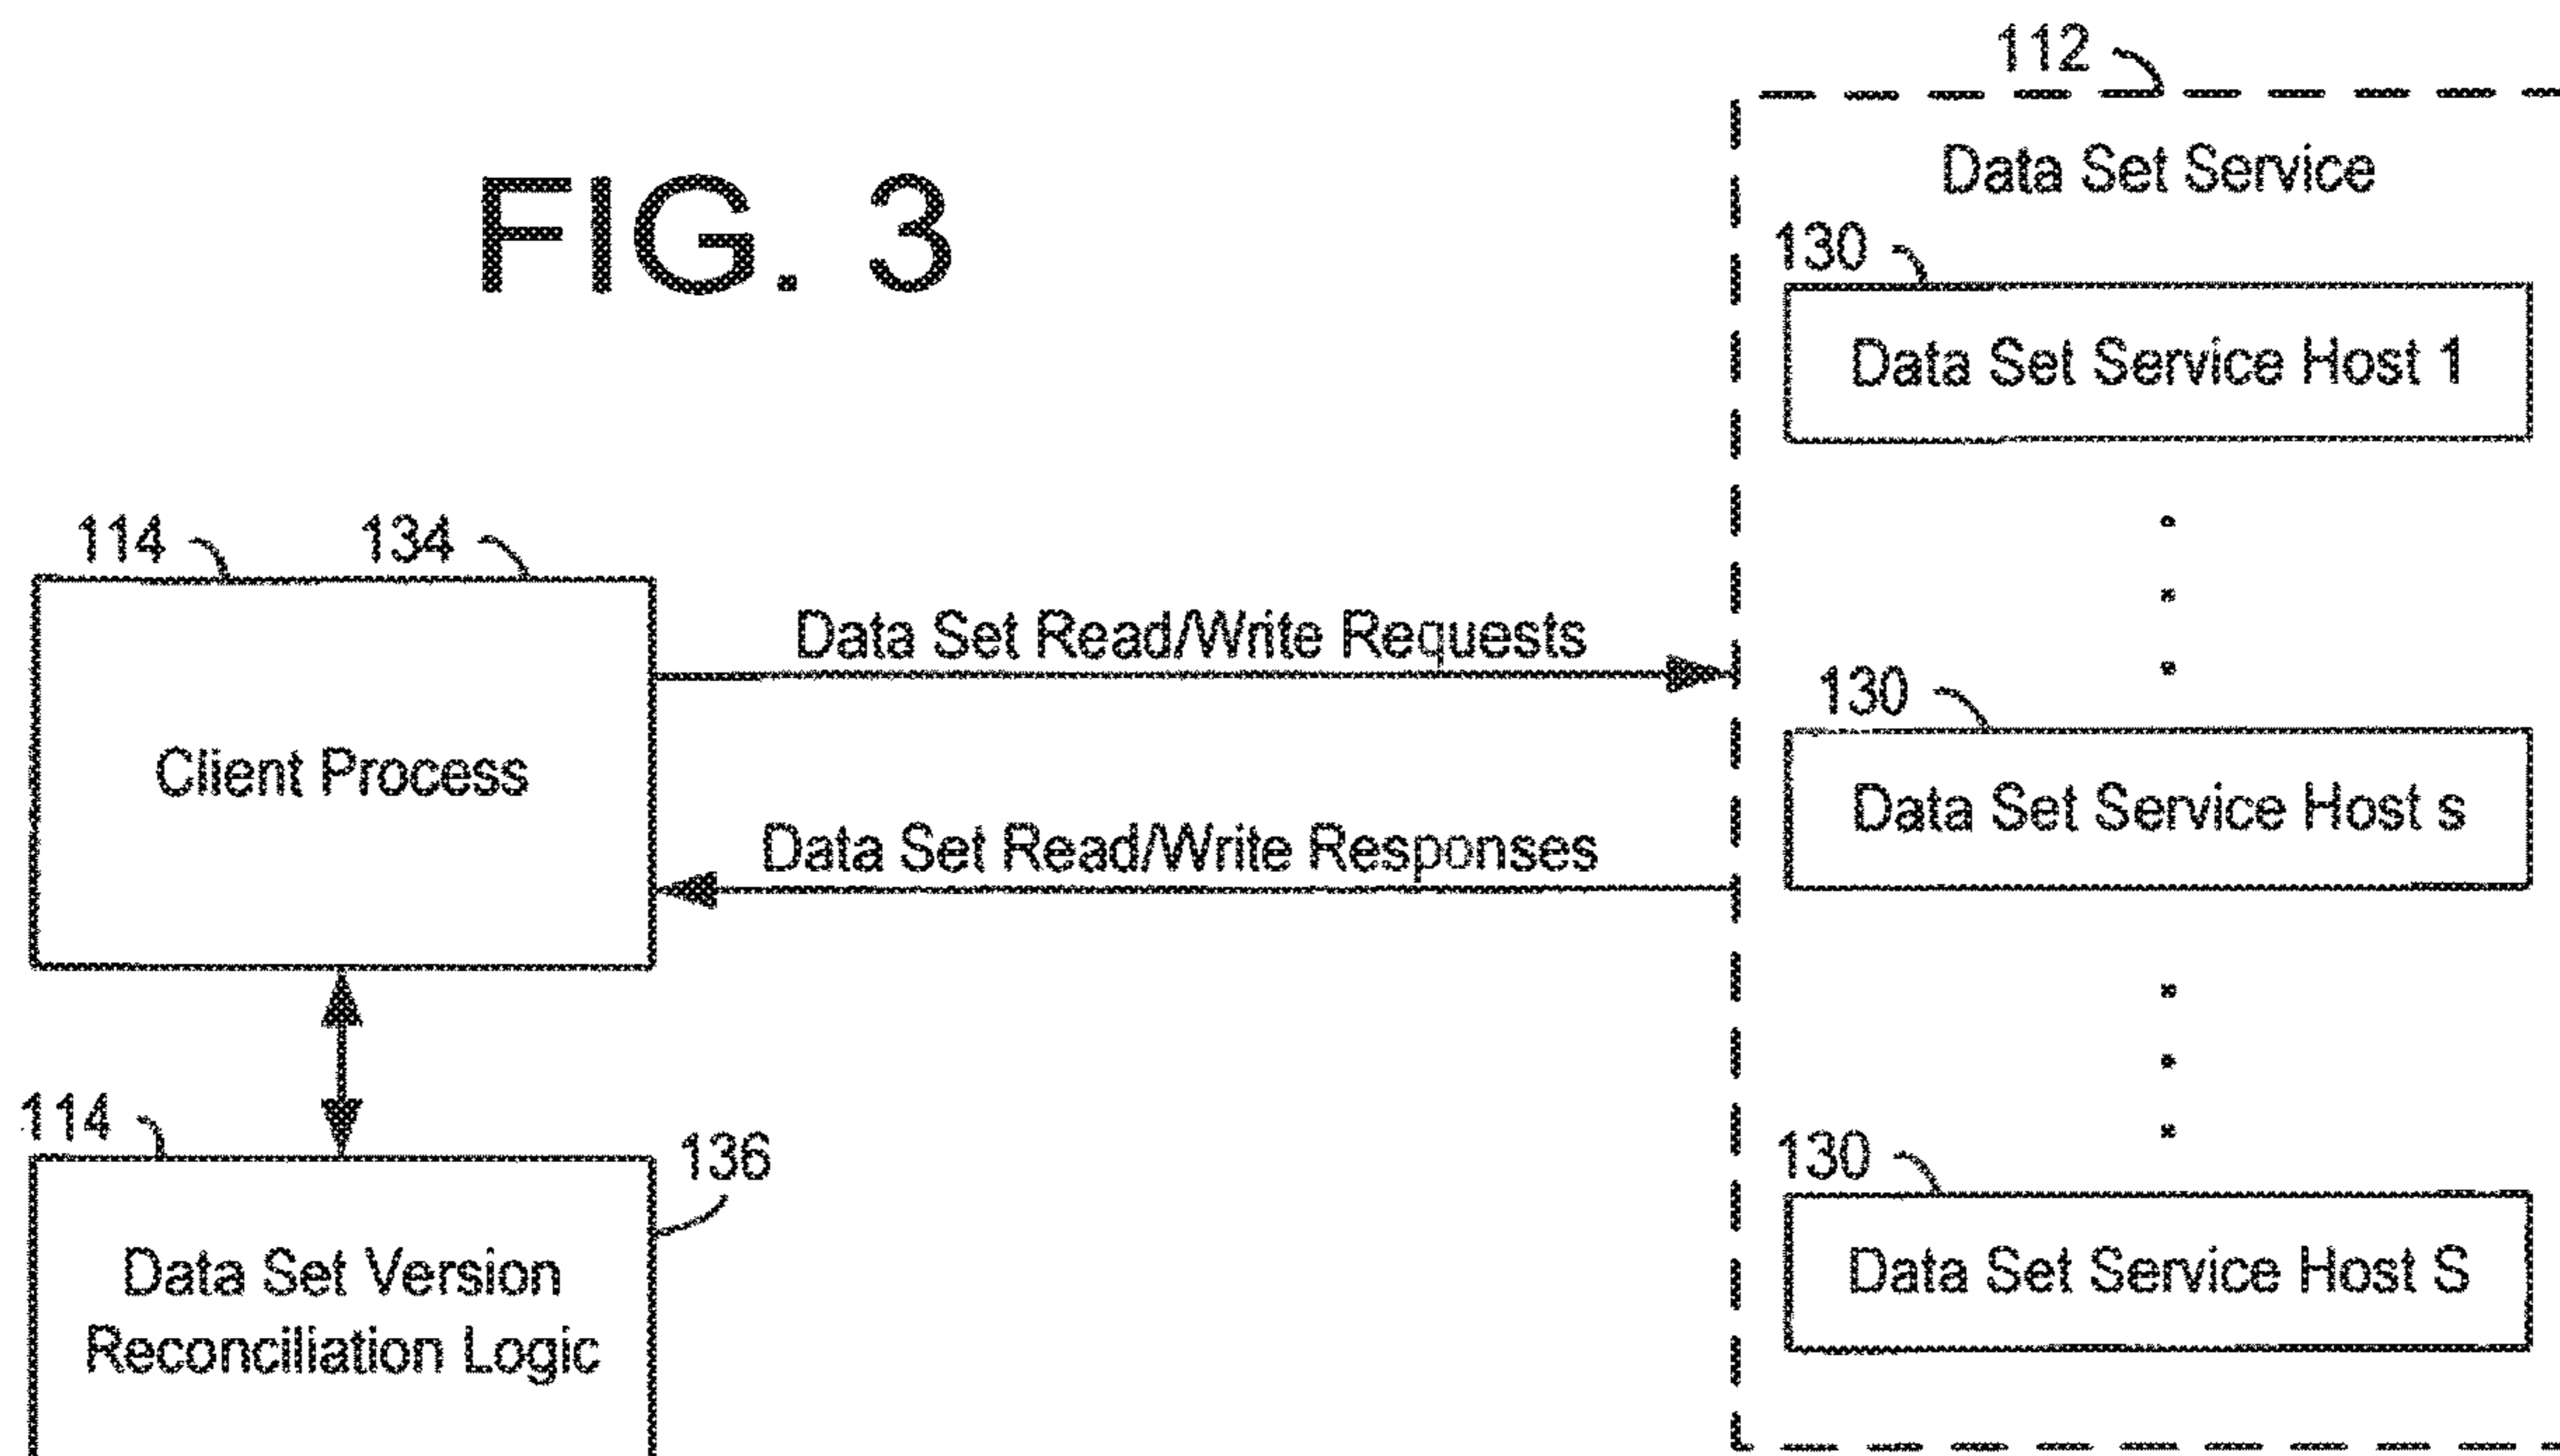 FIG. 3
112
Data Set Service
130
Data Set Service Host 1
114
134
Client Process
Data Set Read/Write Requests
Data Set Read/Write Responses
130
Data Set Service Host s
114
136
Data Set Version
Reconciliation Logic
130
Data Set Service Host S